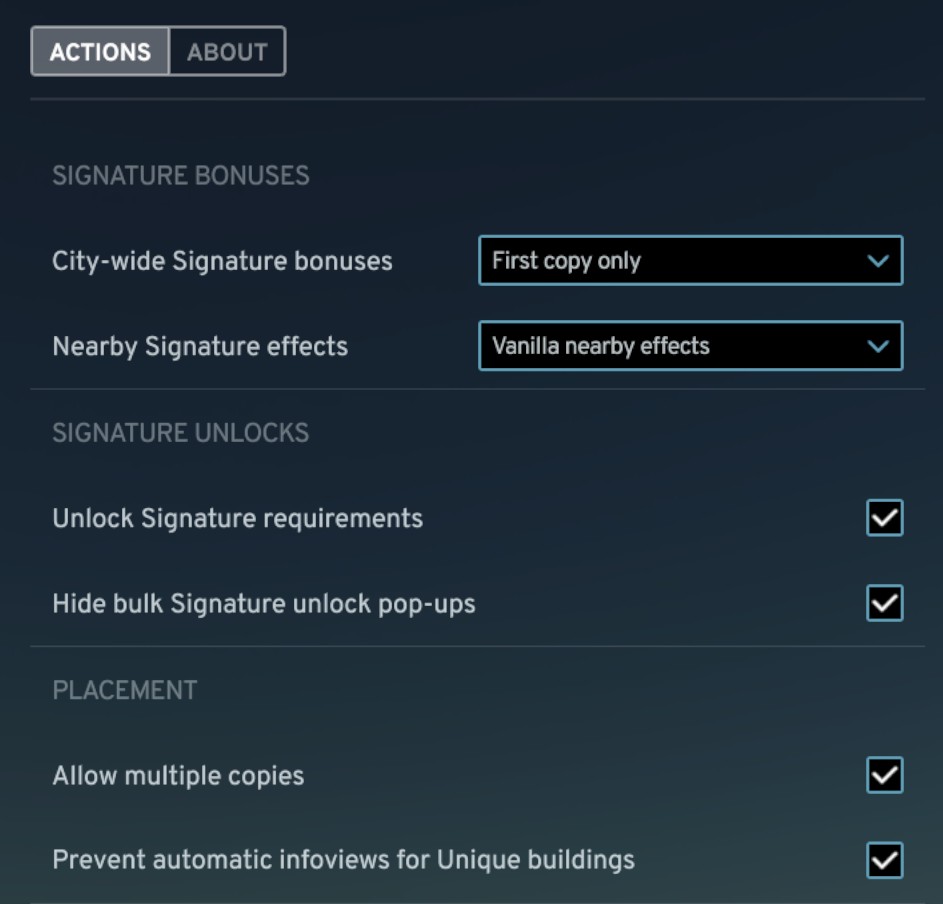 ACTIONS ABOUT
SIGNATURE BONUSES
City-wide Signature bonuses First copy only
Nearby Signature effects Vanilla nearby effects
SIGNATURE UNLOCKS
Unlock Signature requirements
Hide bulk Signature unlock pop-ups
PLACEMENT
Allow multiple copies
Prevent automatic infoviews for Unique buildings